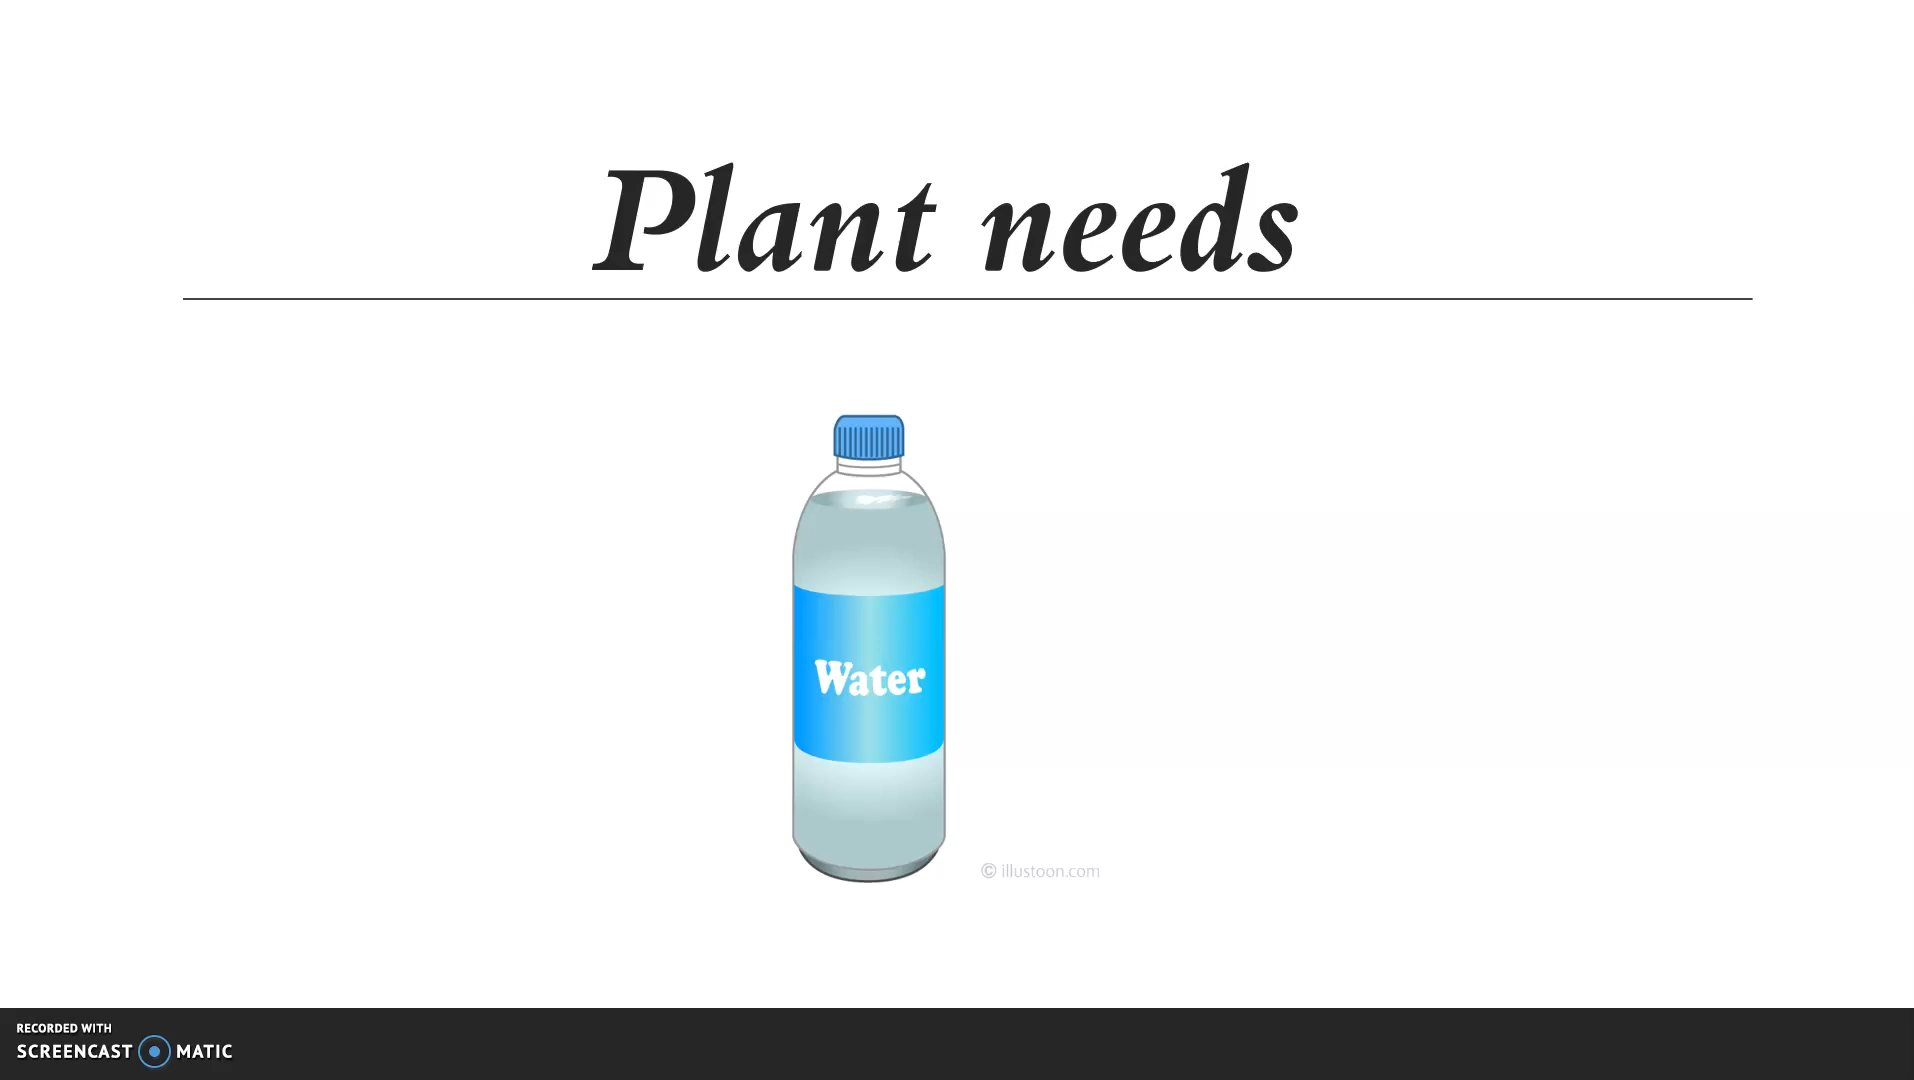 Plant needs
Water
© illustoon.com
RECORDED WITH
SCREENCAST MATIC